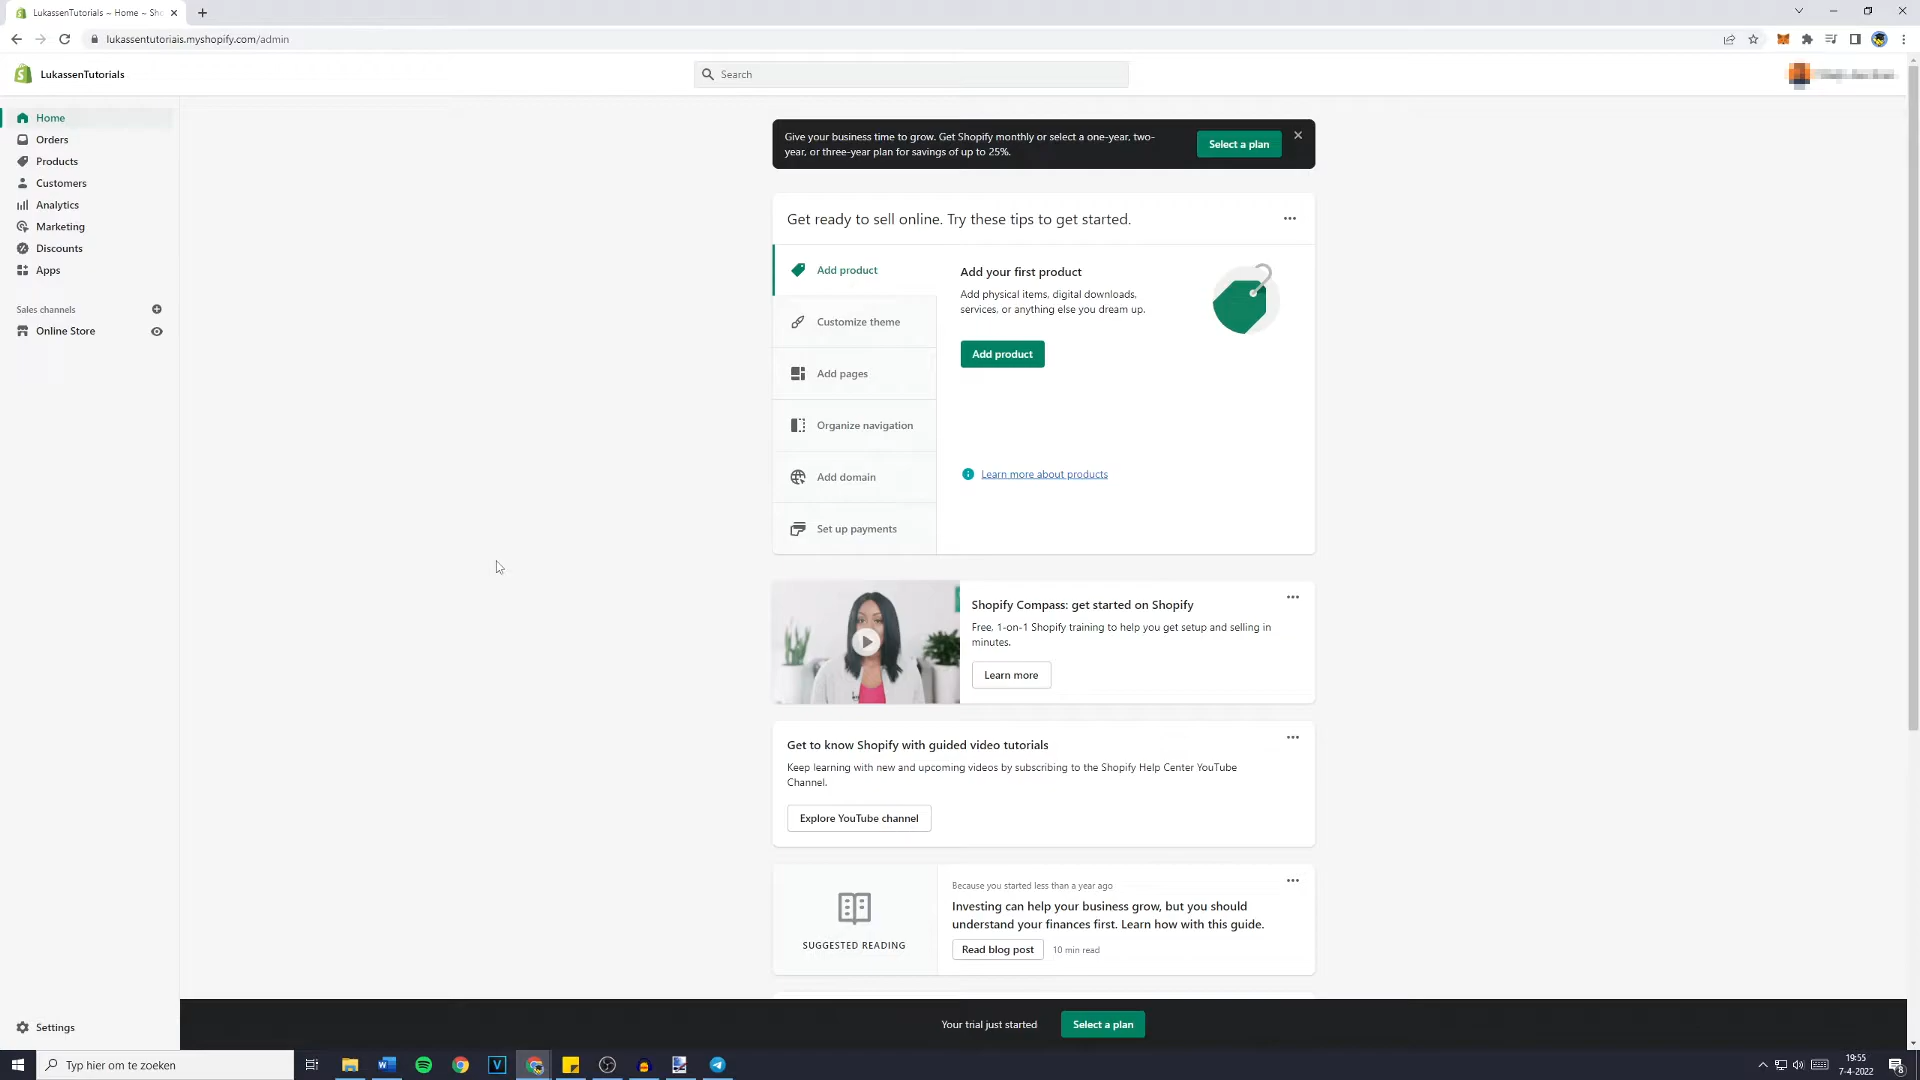 LukassenTutorials ~ Home ~ Sho
lukassentutorials.myshopify.com/admin
LukassenTutorials
Search
Home
Orders
Products
Customers
Analytics
Marketing
Discounts
Apps
Sales channels
Online Store
Settings
Give your business time to grow. Get Shopify monthly or select a one-year, two-
year, or three-year plan for savings of up to 25%.
Select a plan
Get ready to sell online. Try these tips to get started.
Add product
Customize theme
Add pages
Organize navigation
Add domain
Set up payments
Add your first product
Add physical items, digital downloads,
services, or anything else you dream up.
Add product
Learn more about products
Shopify Compass: get started on Shopify
Free, 1-on-1 Shopify training to help you get setup and selling in
minutes.
Learn more
Get to know Shopify with guided video tutorials
Keep learning with new and upcoming videos by subscribing to the Shopify Help Center YouTube
Channel.
Explore YouTube channel
SUGGESTED READING
Because you started less than a year ago
Investing can help your business grow, but you should
understand your finances first. Learn how with this guide.
Read blog post
10 min read
Your trial just started
Select a plan
Typ hier om te zoeken
19:55
7-4-2022